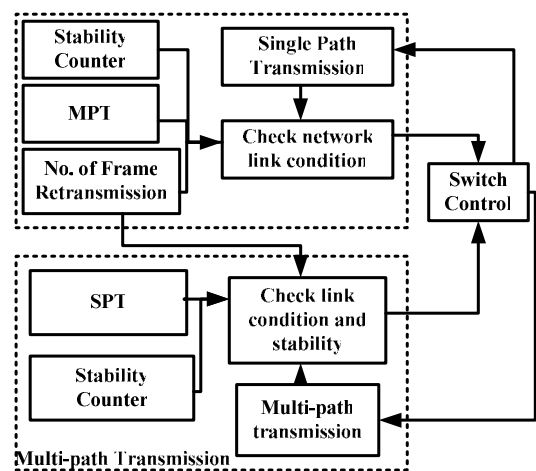 Stability
Counter
Single Path
Transmission
MPT
Check network
link condition
No. of Frame
Retransmission
Switch
Control
SPT
Check link
condition and
stability
Stability
Counter
Multi-path
transmission
Multi-path Transmission